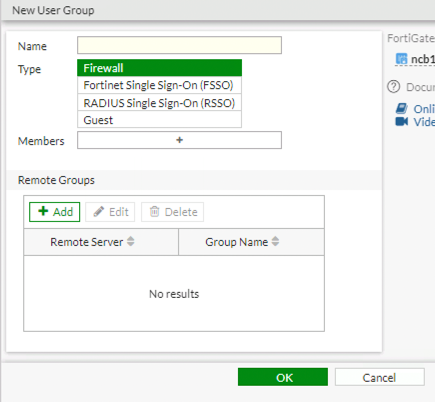 New User Group
Name
Type
Firewall
Fortinet Single Sign-On (FSSO)
RADIUS Single Sign-On (RSSO)
Guest
Members
+
Remote Groups
+ Add Edit Delete
Remote Server Group Name
No results
OK Cancel
FortiGate
ncb1
Docu
Onli
Vide